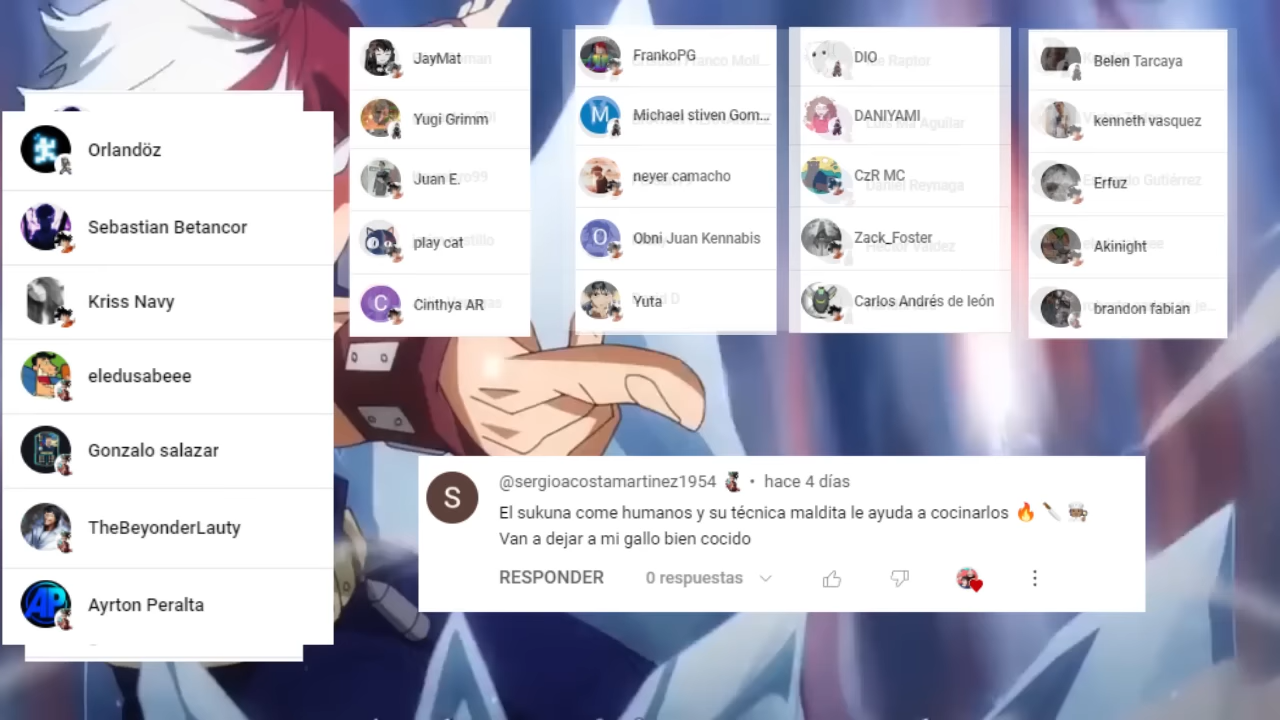 Orlandöz
Sebastian Betancor
Kriss Navy
eledusabeee
Gonzalo salazar
TheBeyonderLauty
Ayrton Peralta
JayMat
Yugi Grimm
Juan E.
play cat
Cinthya AR
FrankoPG
Michael stiven Gom...
neyer camacho
Obni Juan Kennabis
Yuta
DIO
DANIYAMI
CzR MC
Zack_Foster
Carlos Andrés de león
Belen Tarcaya
kenneth vasquez
Erfuz
Akinight
brandon fabian
@sergioacostamartinez1954 • hace 4 días
El sukuna come humanos y su técnica maldita le ayuda a cocinarlos
Van a dejar a mi gallo bien cocido
RESPONDER 0 respuestas